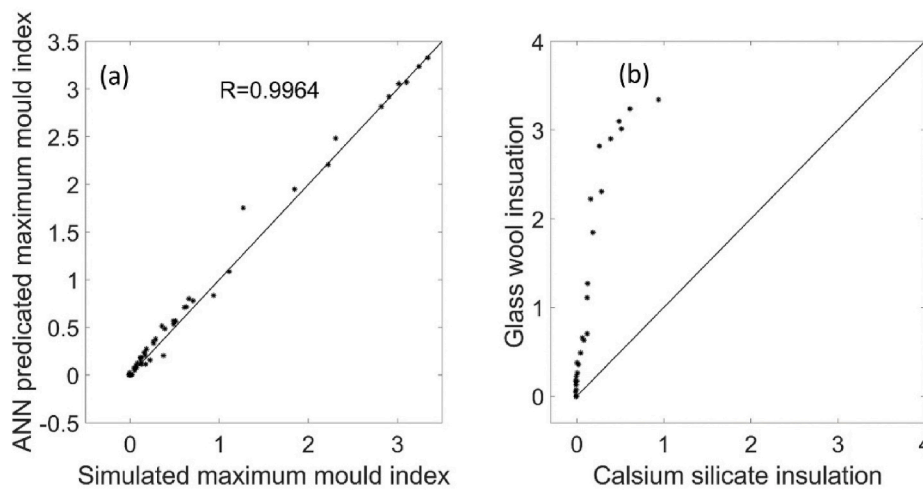 (a)
R=0.9964
ANN predicated maximum mould index
3.5
3
2.5
2
1.5
1
0.5
0
-0.5
0 1 2 3
Simulated maximum mould index
(b)
Glass wool insuation
4
3
2
1
0
0 1 2 3 4
Calsium silicate insulation